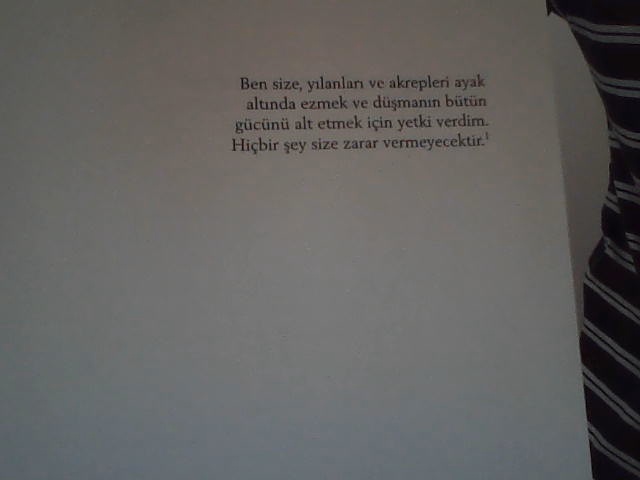 Ben size, yılanları ve akrepleri ayak
altında ezmek ve düşmanın bütün
gücünü alt etmek için yetki verdim.
Hiçbir şey size zarar vermeyecektir.¹